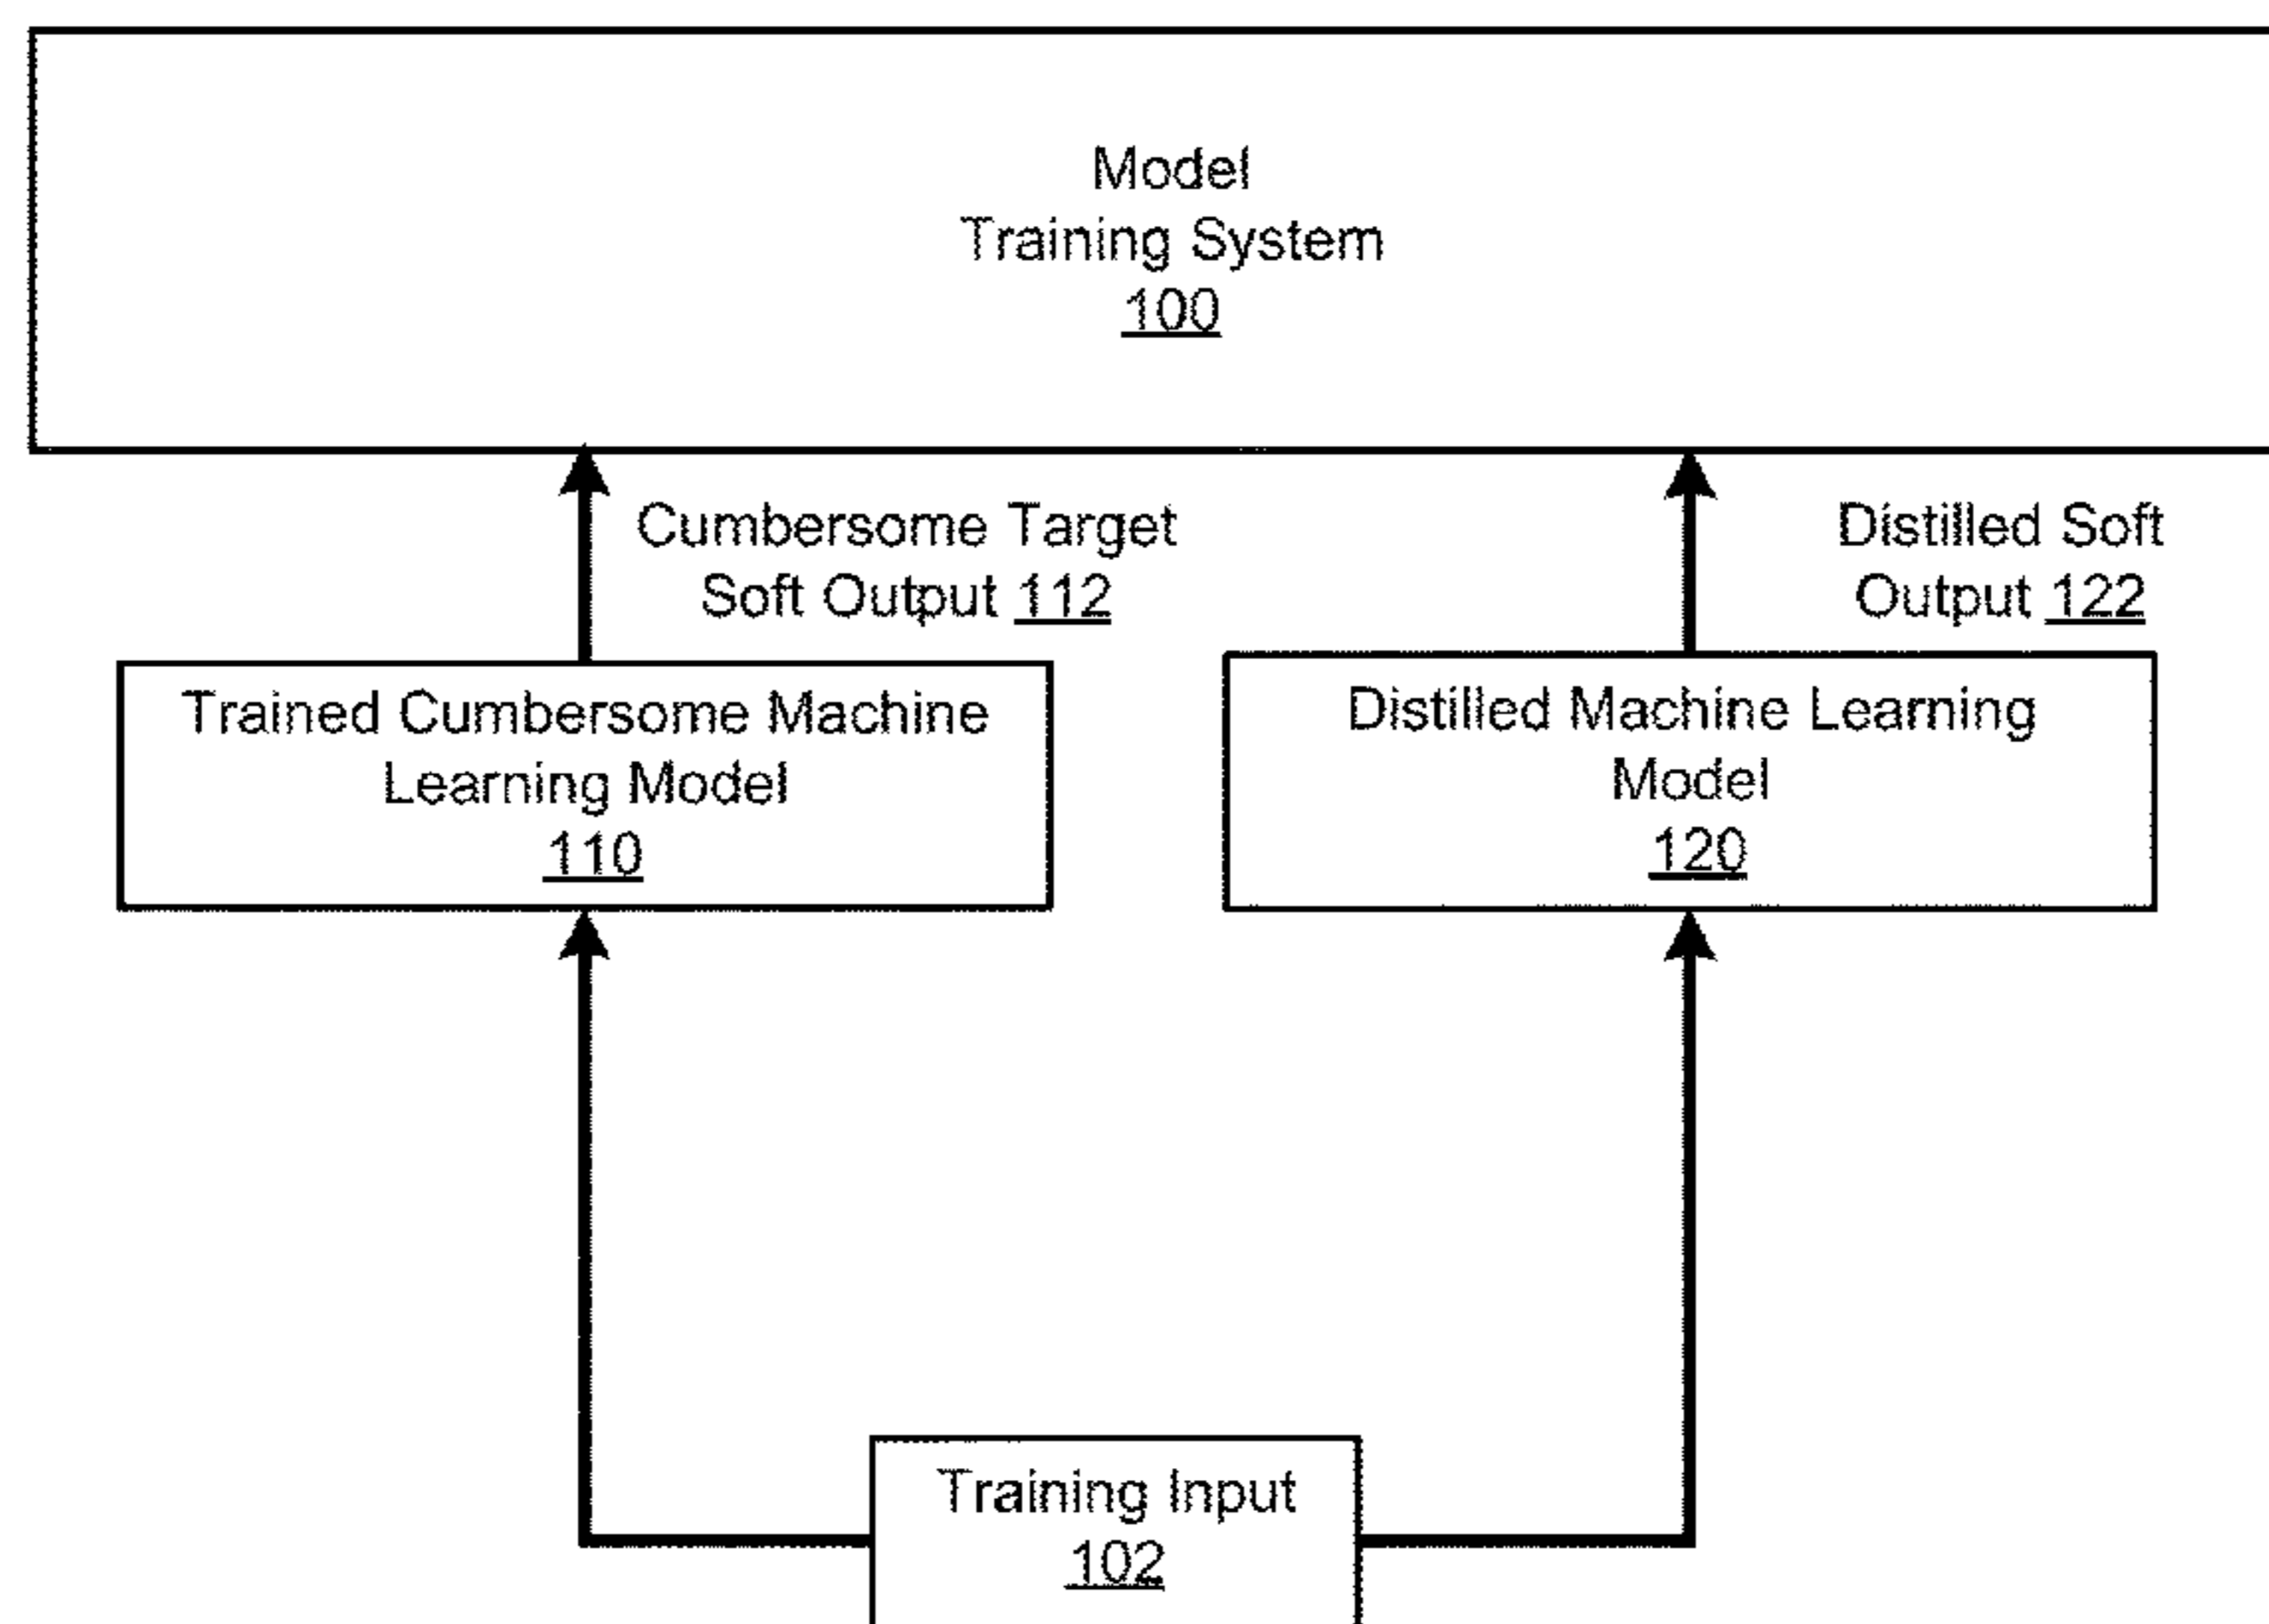 Model
Training System
100
Cumbersome Target
Soft Output 112
Distilled Soft
Output 122
Trained Cumbersome Machine
Learning Model
110
Distilled Machine Learning
Model
120
Training Input
102